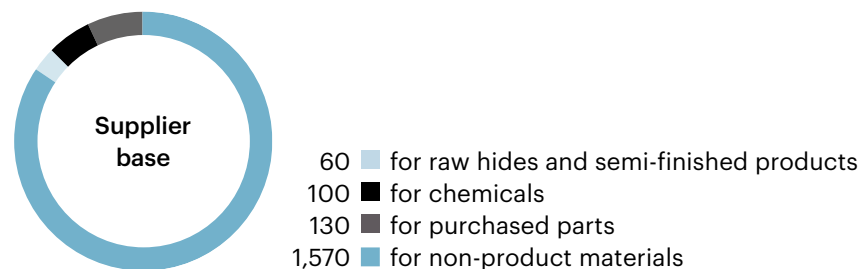 Supplier
base
60 for raw hides and semi-finished products
100 for chemicals
130 for purchased parts
1,570 for non-product materials